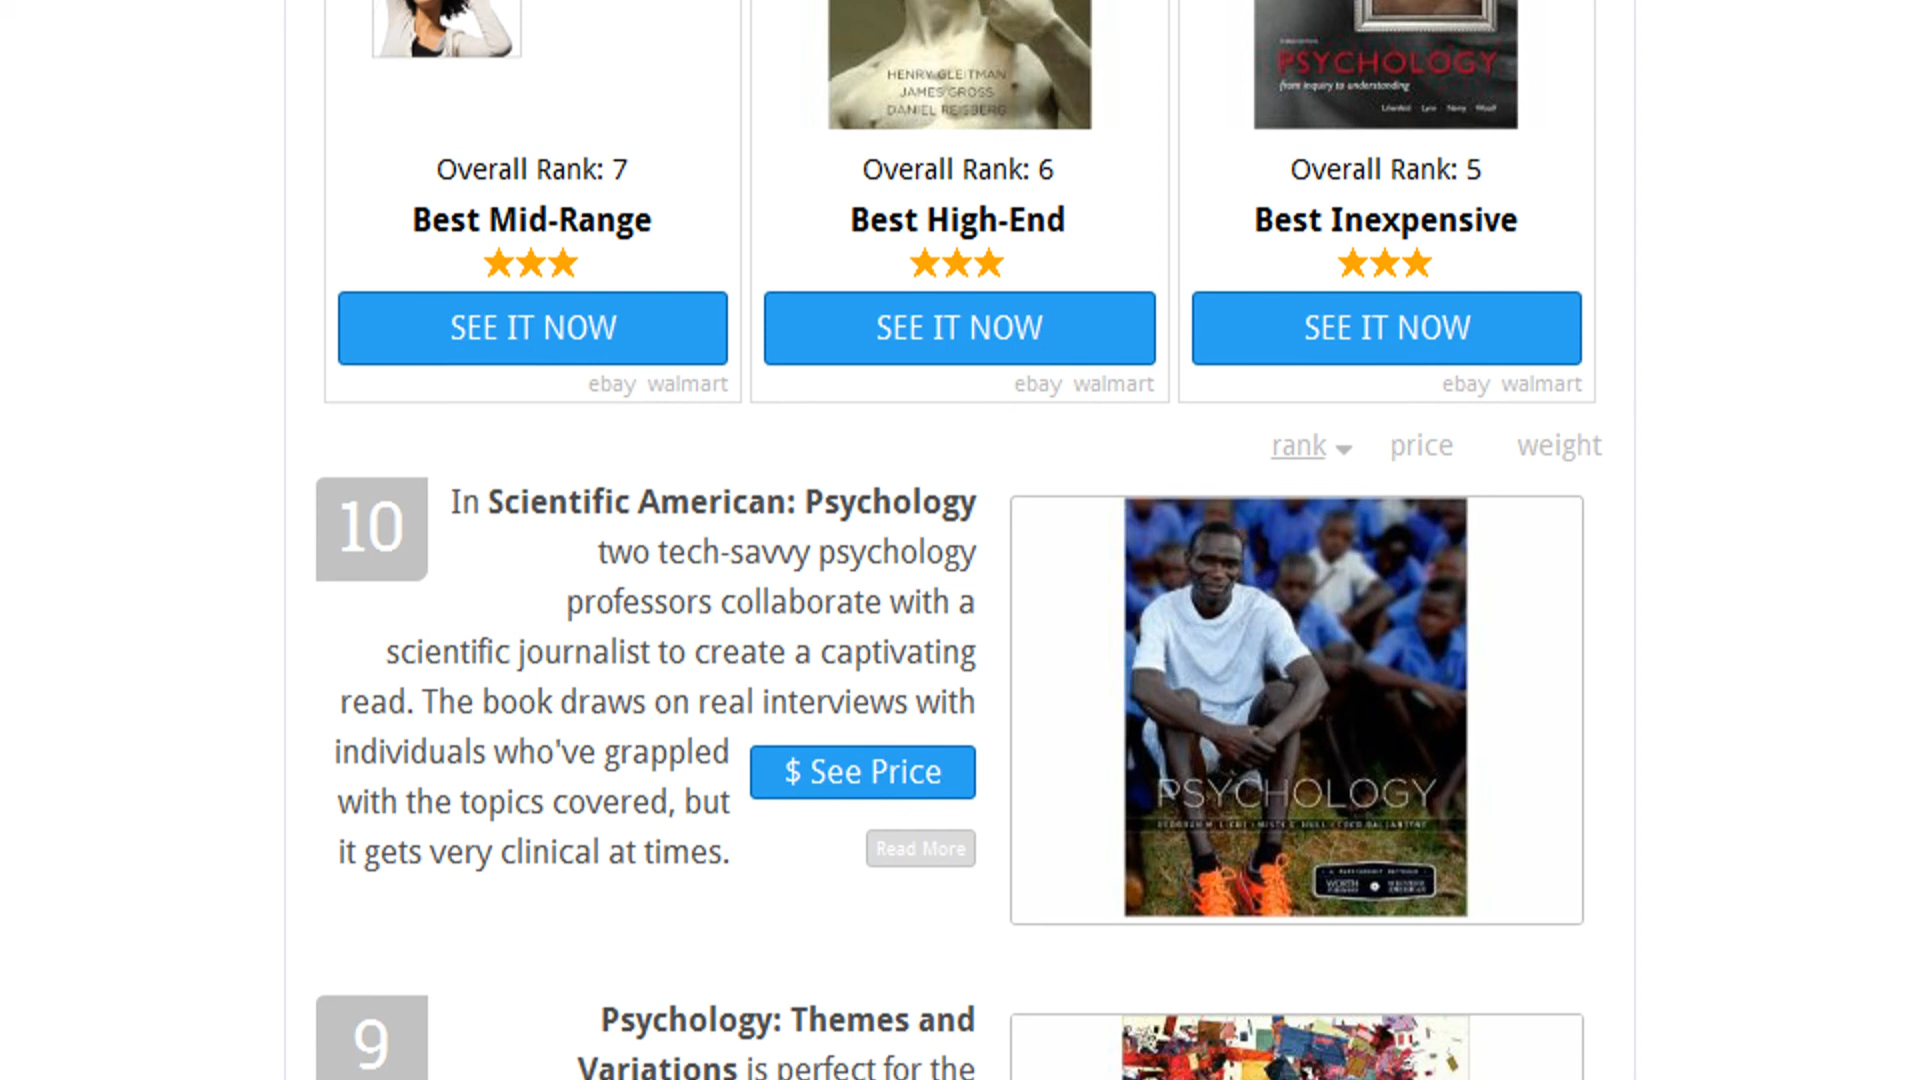 HENRY GLEITMAN
JAMES GROSS
DANIEL REISBERG
PSYCHOLOGY
from inquiry to understanding
Lilienfeld Lynn Namy Woolf
Overall Rank: 7
Best Mid-Range
SEE IT NOW
ebay walmart
Overall Rank: 6
Best High-End
SEE IT NOW
ebay walmart
Overall Rank: 5
Best Inexpensive
SEE IT NOW
ebay walmart
rank price weight
10
In Scientific American: Psychology
two tech-savvy psychology
professors collaborate with a
scientific journalist to create a captivating
read. The book draws on real interviews with
individuals who've grappled
with the topics covered, but
it gets very clinical at times.
$ See Price
Read More
PSYCHOLOGY
WORTH
9
Psychology: Themes and
Variations is perfect for the